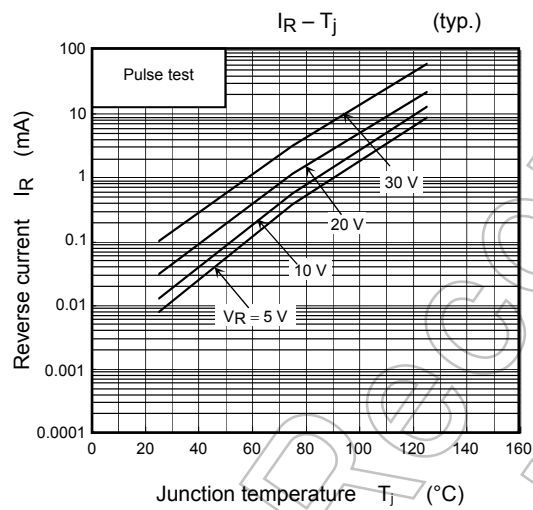 I_R – T_j (typ.)
Pulse test
Reverse current I_R (mA)
100
10
1
0.1
0.01
0.001
0.0001
30 V
20 V
10 V
V_R = 5 V
0 20 40 60 80 100 120 140 160
Junction temperature T_j (°C)
Reco